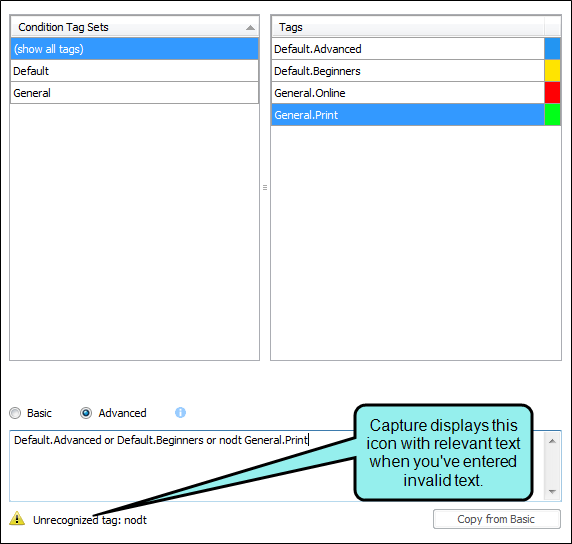 Condition Tag Sets
Tags
(show all tags)
Default
General
Default.Advanced
Default.Beginners
General.Online
General.Print
Basic
Advanced
Default.Advanced or Default.Beginners or nodt General.Print
Capture displays this
icon with relevant text
when you've entered
invalid text.
Unrecognized tag: nodt
Copy from Basic